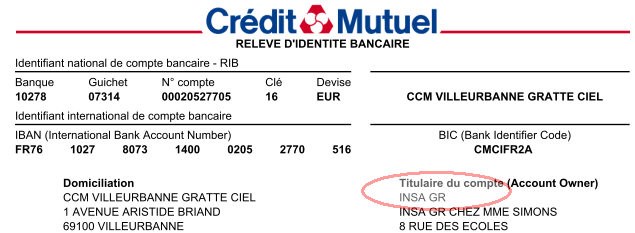 Crédit Mutuel
RELEVE D'IDENTITE BANCAIRE
Identifiant national de compte bancaire - RIB
Banque Guichet N° compte Clé Devise
10278 07314 00020527705 16 EUR
CCM VILLEURBANNE GRATTE CIEL
Identifiant international de compte bancaire
IBAN (International Bank Account Number)
BIC (Bank Identifier Code)
FR76 1027 8073 1400 0205 2770 516
CMCIFR2A
Domiciliation
CCM VILLEURBANNE GRATTE CIEL
1 AVENUE ARISTIDE BRIAND
69100 VILLEURBANNE
Titulaire du compte (Account Owner)
INSA GR
INSA GR CHEZ MME SIMONS
8 RUE DES ECOLES